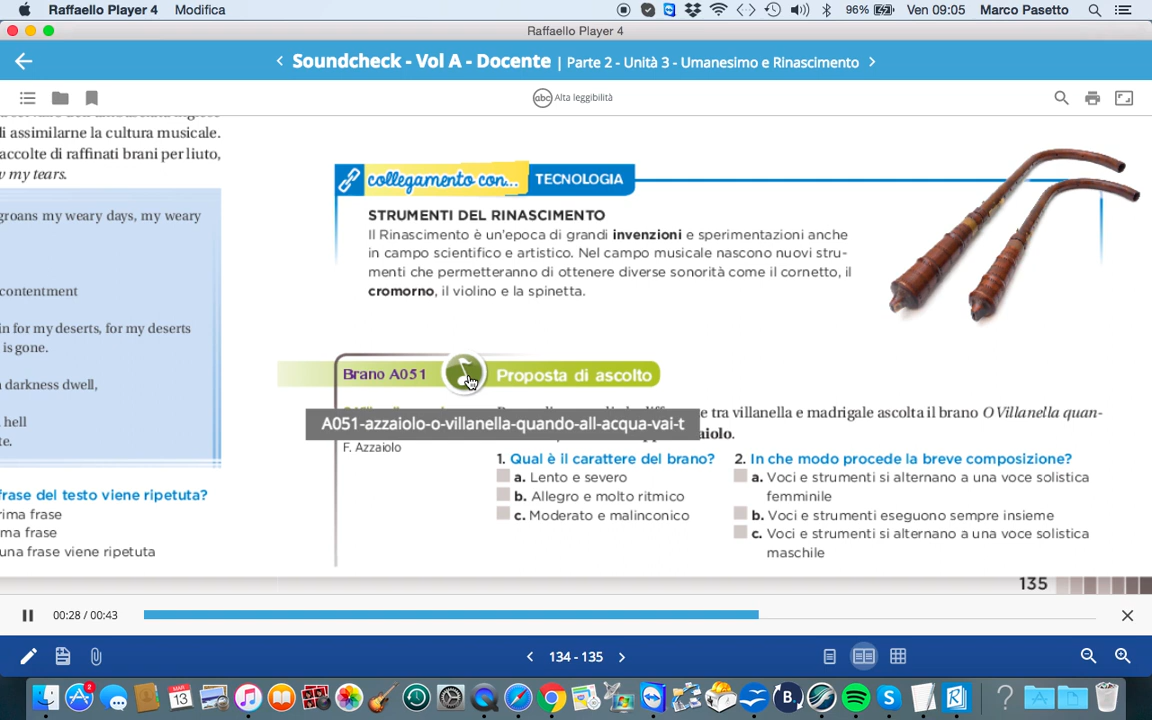 Raffaello Player 4 Modifica 96% Ven 09:05 Marco Pasetto
Raffaello Player 4
Soundcheck - Vol A - Docente | Parte 2 - Unità 3 - Umanesimo e Rinascimento
abc Alta leggibilità
li assimilarne la cultura musicale.
accolte di raffinati brani per liuto,
v my tears.
groans my weary days, my weary
contentment
in for my deserts, for my deserts
is gone.
darkness dwell,
hell
te.
frase del testo viene ripetuta?
rima frase
ma frase
una frase viene ripetuta
collegamento con... TECNOLOGIA
STRUMENTI DEL RINASCIMENTO
Il Rinascimento è un'epoca di grandi invenzioni e sperimentazioni anche
in campo scientifico e artistico. Nel campo musicale nascono nuovi stru-
menti che permetteranno di ottenere diverse sonorità come il cornetto, il
cromorno, il violino e la spinetta.
Brano A051 Proposta di ascolto
e tra villanella e madrigale ascolta il brano O Villanella quan-
A051-azzaiolo-o-villanella-quando-all-acqua-vai-t
aiolo.
F. Azzaiolo
1. Qual è il carattere del brano?
a. Lento e severo
b. Allegro e molto ritmico
c. Moderato e malinconico
2. In che modo procede la breve composizione?
a. Voci e strumenti si alternano a una voce solistica
femminile
b. Voci e strumenti eseguono sempre insieme
c. Voci e strumenti si alternano a una voce solistica
maschile
135
00:28 / 00:43
134 - 135